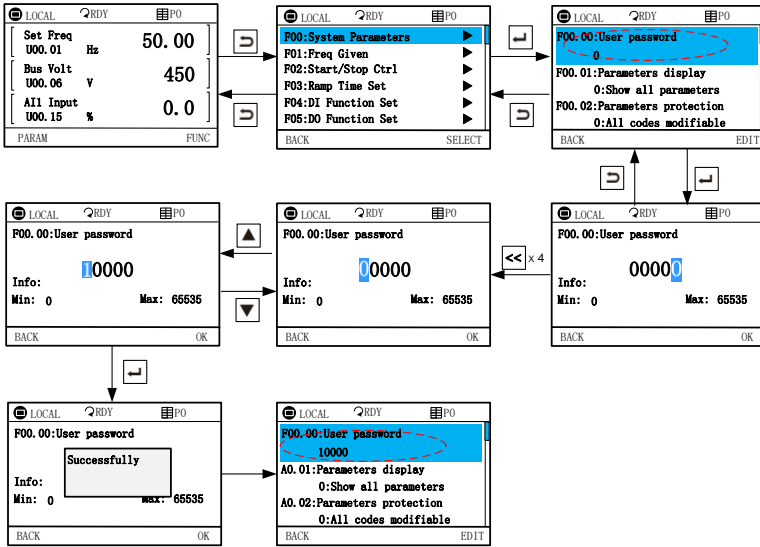 LOCAL RDY P0
Set Freq
U00.01 Hz 50.00
Bus Volt
U00.06 V 450
AI1 Input
U00.15 % 0.0
PARAM FUNC
LOCAL RDY P0
F00:System Parameters
F01:Freq Given
F02:Start/Stop Ctrl
F03:Ramp Time Set
F04:DI Function Set
F05:DO Function Set
BACK SELECT
LOCAL RDY P0
F00.00:User password
0
F00.01:Parameters display
0:Show all parameters
F00.02:Parameters protection
0:All codes modifiable
BACK EDIT
LOCAL RDY P0
F00.00:User password
10000
Info:
Min: 0 Max: 65535
BACK OK
LOCAL RDY P0
F00.00:User password
00000
Info:
Min: 0 Max: 65535
BACK OK
<< x 4
LOCAL RDY P0
F00.00:User password
00000
Info:
Min: 0 Max: 65535
BACK OK
LOCAL RDY P0
F00.00:User password
Successfully
Info:
Min: 0 Max: 65535
BACK OK
LOCAL RDY P0
F00.00:User password
10000
A0.01:Parameters display
0:Show all parameters
A0.02:Parameters protection
0:All codes modifiable
BACK EDIT